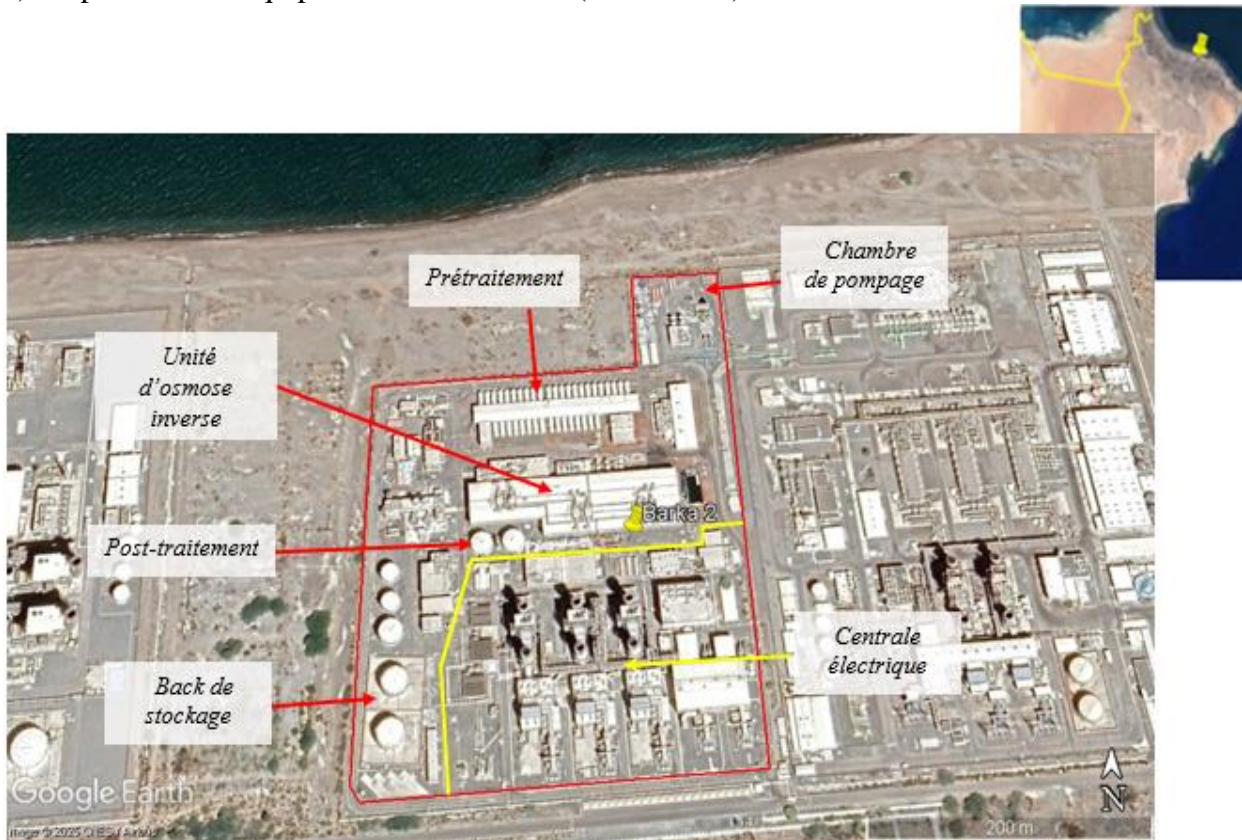 Chambre
de pompage
Prétraitement
Unité
d'osmose
inverse
Barka 2
Post-traitement
Centrale
électrique
Back de
stockage
Google Earth
N
200 m